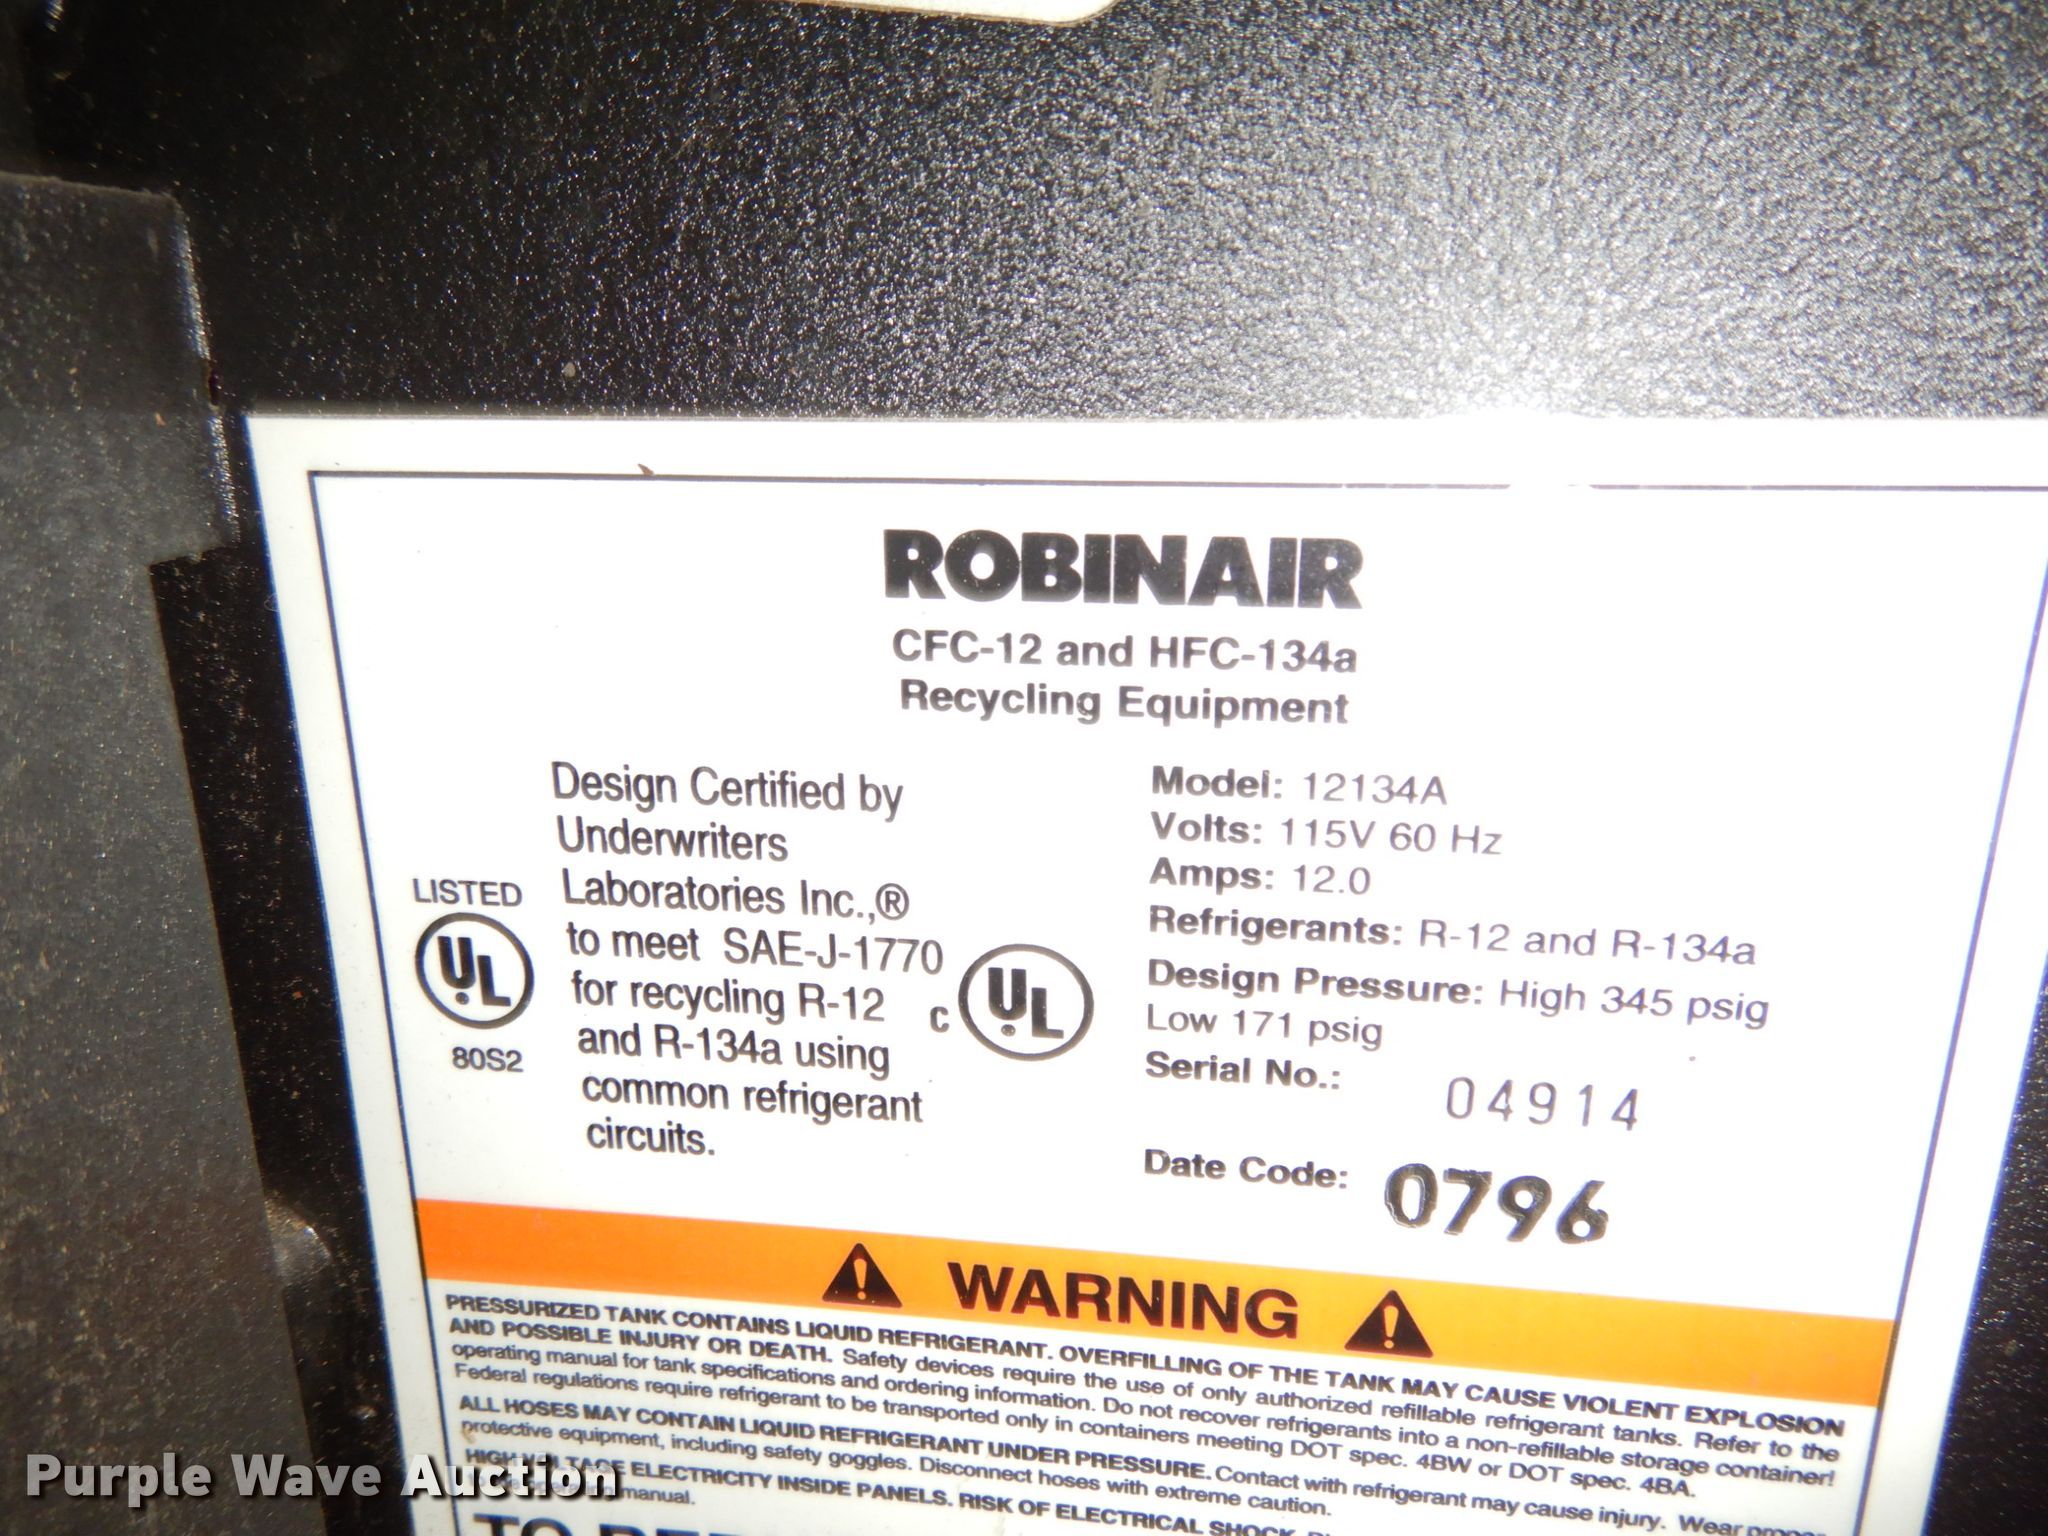 ROBINAIR
CFC-12 and HFC-134a
Recycling Equipment
Design Certified by
Underwriters
Laboratories Inc.,®
to meet SAE-J-1770
for recycling R-12
and R-134a using
common refrigerant
circuits.
LISTED
UL
80S2
C UL
Model: 12134A
Volts: 115V 60 Hz
Amps: 12.0
Refrigerants: R-12 and R-134a
Design Pressure: High 345 psig
Low 171 psig
Serial No.: 04914
Date Code: 0796
WARNING
PRESSURIZED TANK CONTAINS LIQUID REFRIGERANT. OVERFILLING OF THE TANK MAY CAUSE VIOLENT EXPLOSION
AND POSSIBLE INJURY OR DEATH. Safety devices require the use of only authorized refillable refrigerant tanks. Refer to the
operating manual for tank specifications and ordering information. Do not recover refrigerants into a non-refillable storage container!
Federal regulations require refrigerant to be transported only in containers meeting DOT spec. 4BW or DOT spec. 4BA.
ALL HOSES MAY CONTAIN LIQUID REFRIGERANT UNDER PRESSURE. Contact with refrigerant may cause injury. Wear proper
protective equipment, including safety goggles. Disconnect hoses with extreme caution.
HIGH VOLTAGE ELECTRICITY INSIDE PANELS. RISK OF ELECTRICAL SHOCK.
manual.
TO
Purple Wave Auction